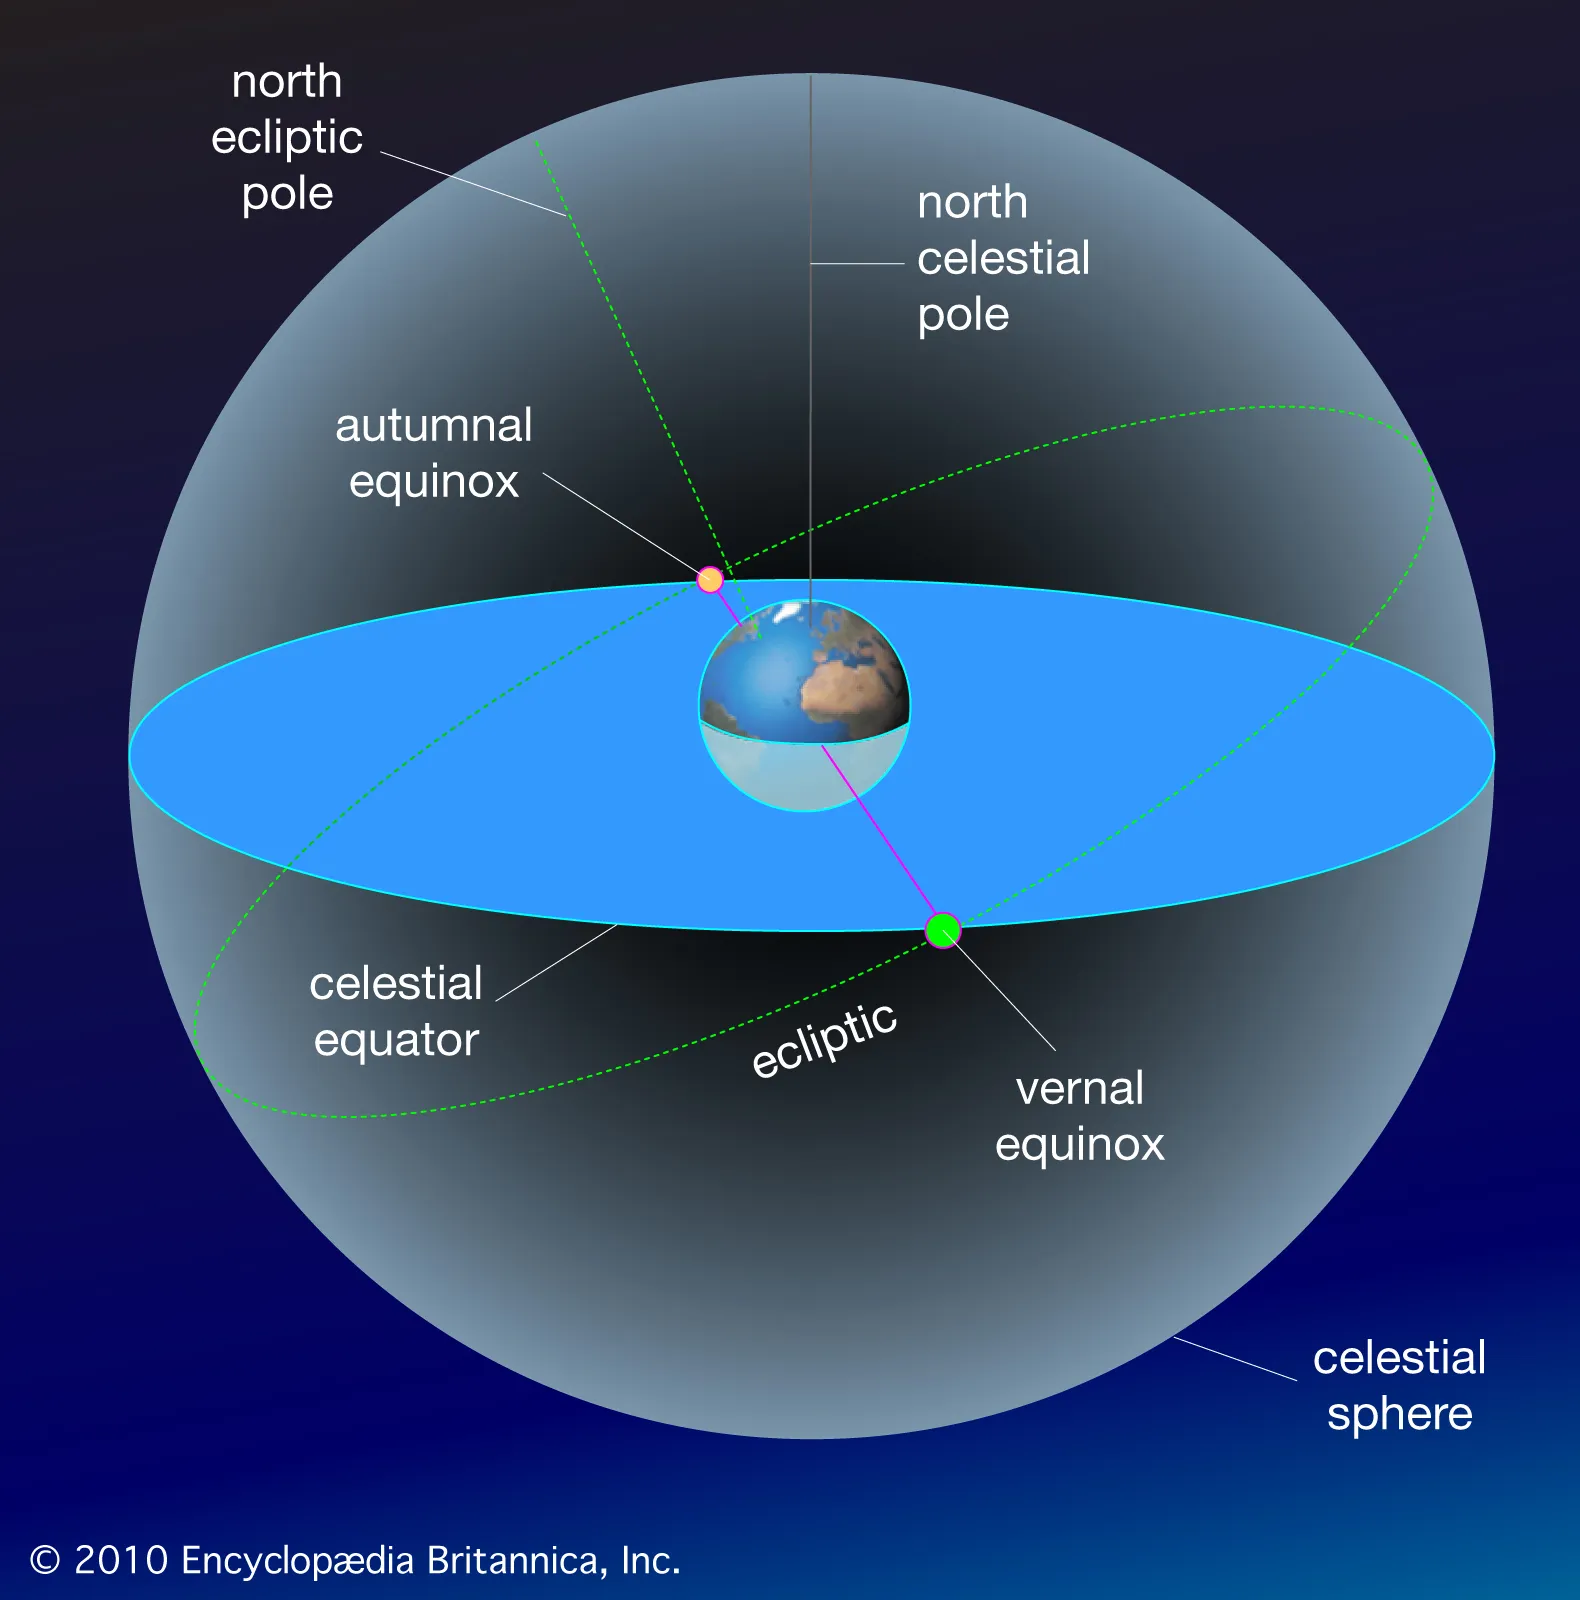 north
ecliptic
pole
north
celestial
pole
autumnal
equinox
celestial
equator
ecliptic
vernal
equinox
celestial
sphere
© 2010 Encyclopædia Britannica, Inc.